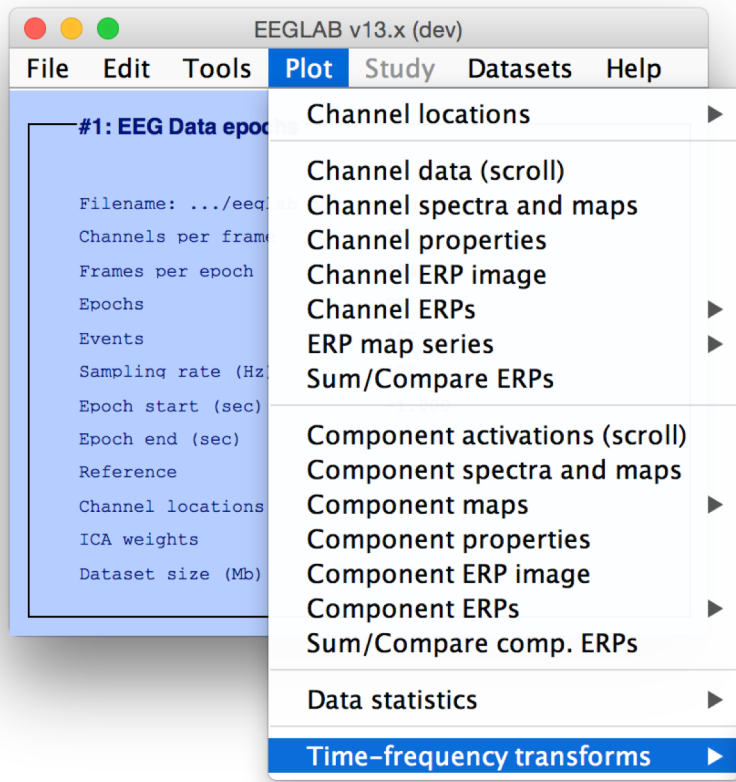 EEGLAB v13.x (dev)
File Edit Tools Plot Study Datasets Help
#1: EEG Data epochs
Filename: .../eeglab
Channels per frame
Frames per epoch
Epochs
Events
Sampling rate (Hz)
Epoch start (sec)
Epoch end (sec)
Reference
Channel locations
ICA weights
Dataset size (Mb)
Channel locations
Channel data (scroll)
Channel spectra and maps
Channel properties
Channel ERP image
Channel ERPs
ERP map series
Sum/Compare ERPs
Component activations (scroll)
Component spectra and maps
Component maps
Component properties
Component ERP image
Component ERPs
Sum/Compare comp. ERPs
Data statistics
Time-frequency transforms